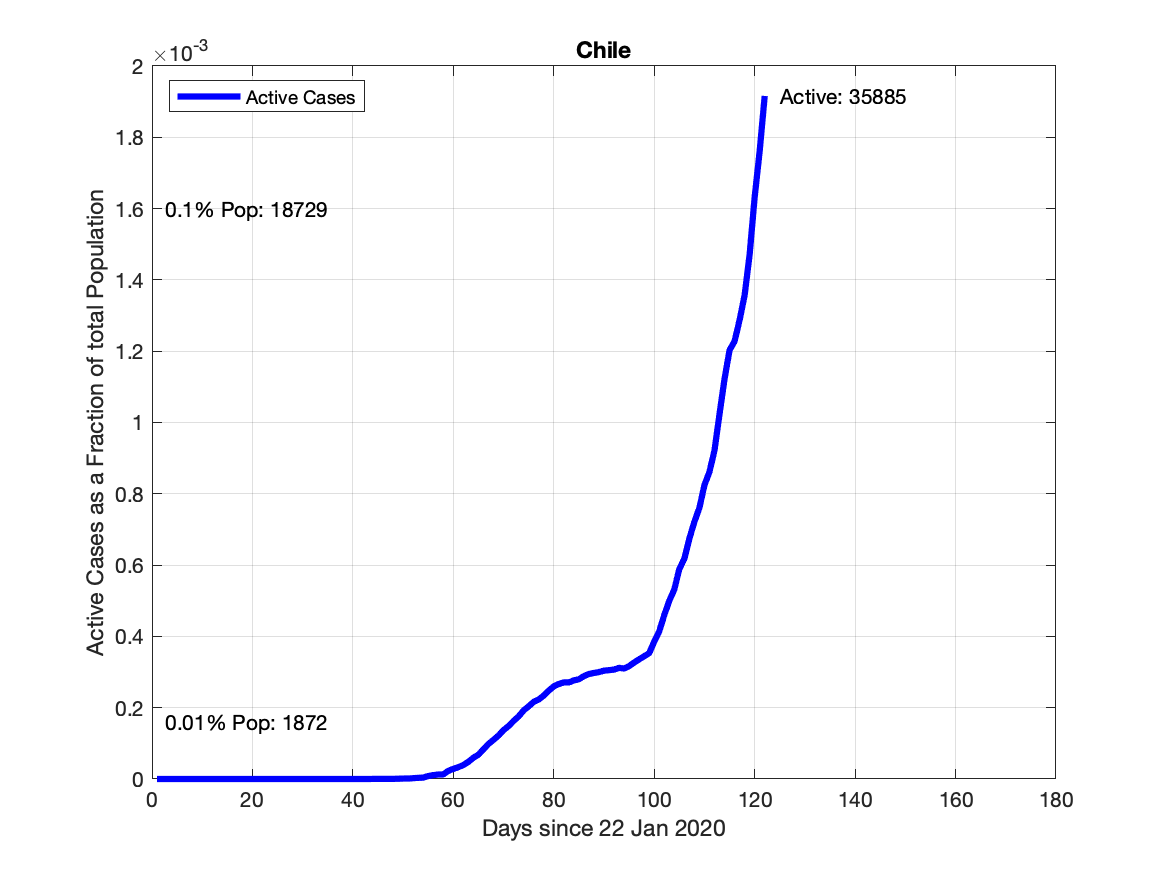 Chile
×10-3
2
Active Cases
Active: 35885
1.8
1.6
0.1% Pop: 18729
1.4
1.2
1
0.8
0.6
0.4
0.2
0.01% Pop: 1872
0
Active Cases as a Fraction of total Population
0 20 40 60 80 100 120 140 160 180
Days since 22 Jan 2020